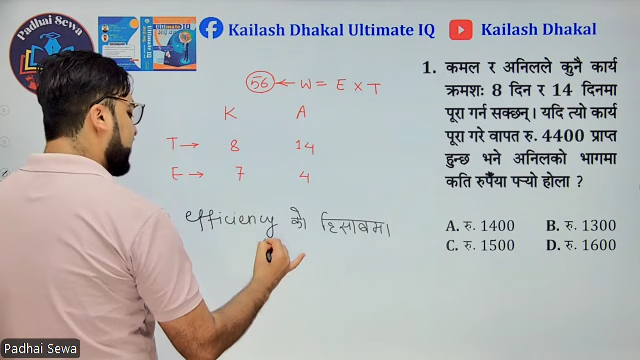 Padhai Sewa
ULTIMATE IQ
Kailash Dhakal Ultimate IQ
Kailash Dhakal
56 ← W = E × T
K A
T → 8 14
E → 7 4
efficiency को हिसाबमा
1. कमल र अनिलले कुनै कार्य
क्रमशः 8 दिन र 14 दिनमा
पूरा गर्न सक्छन्। यदि त्यो कार्य
पूरा गरे वापत रु. 4400 प्राप्त
हुन्छ भने अनिलको भागमा
कति रुपैँया पर्‍यो होला ?
A. रु. 1400 B. रु. 1300
C. रु. 1500 D. रु. 1600
Padhai Sewa